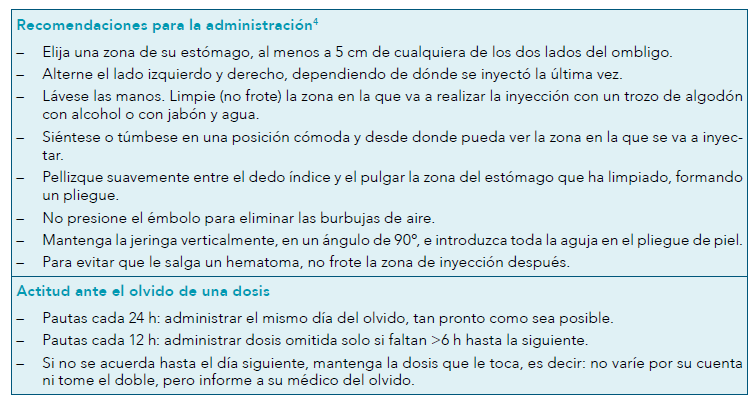 Recomendaciones para la administración4
– Elija una zona de su estómago, al menos a 5 cm de cualquiera de los dos lados del ombligo.
– Alterne el lado izquierdo y derecho, dependiendo de dónde se inyectó la última vez.
– Lávese las manos. Limpie (no frote) la zona en la que va a realizar la inyección con un trozo de algodón
con alcohol o con jabón y agua.
– Siéntese o túmbese en una posición cómoda y desde donde pueda ver la zona en la que se va a inyec-
tar.
– Pellizque suavemente entre el dedo índice y el pulgar la zona del estómago que ha limpiado, formando
un pliegue.
– No presione el émbolo para eliminar las burbujas de aire.
– Mantenga la jeringa verticalmente, en un ángulo de 90º, e introduzca toda la aguja en el pliegue de piel.
– Para evitar que le salga un hematoma, no frote la zona de inyección después.
Actitud ante el olvido de una dosis
– Pautas cada 24 h: administrar el mismo día del olvido, tan pronto como sea posible.
– Pautas cada 12 h: administrar dosis omitida solo si faltan >6 h hasta la siguiente.
– Si no se acuerda hasta el día siguiente, mantenga la dosis que le toca, es decir: no varíe por su cuenta
ni tome el doble, pero informe a su médico del olvido.